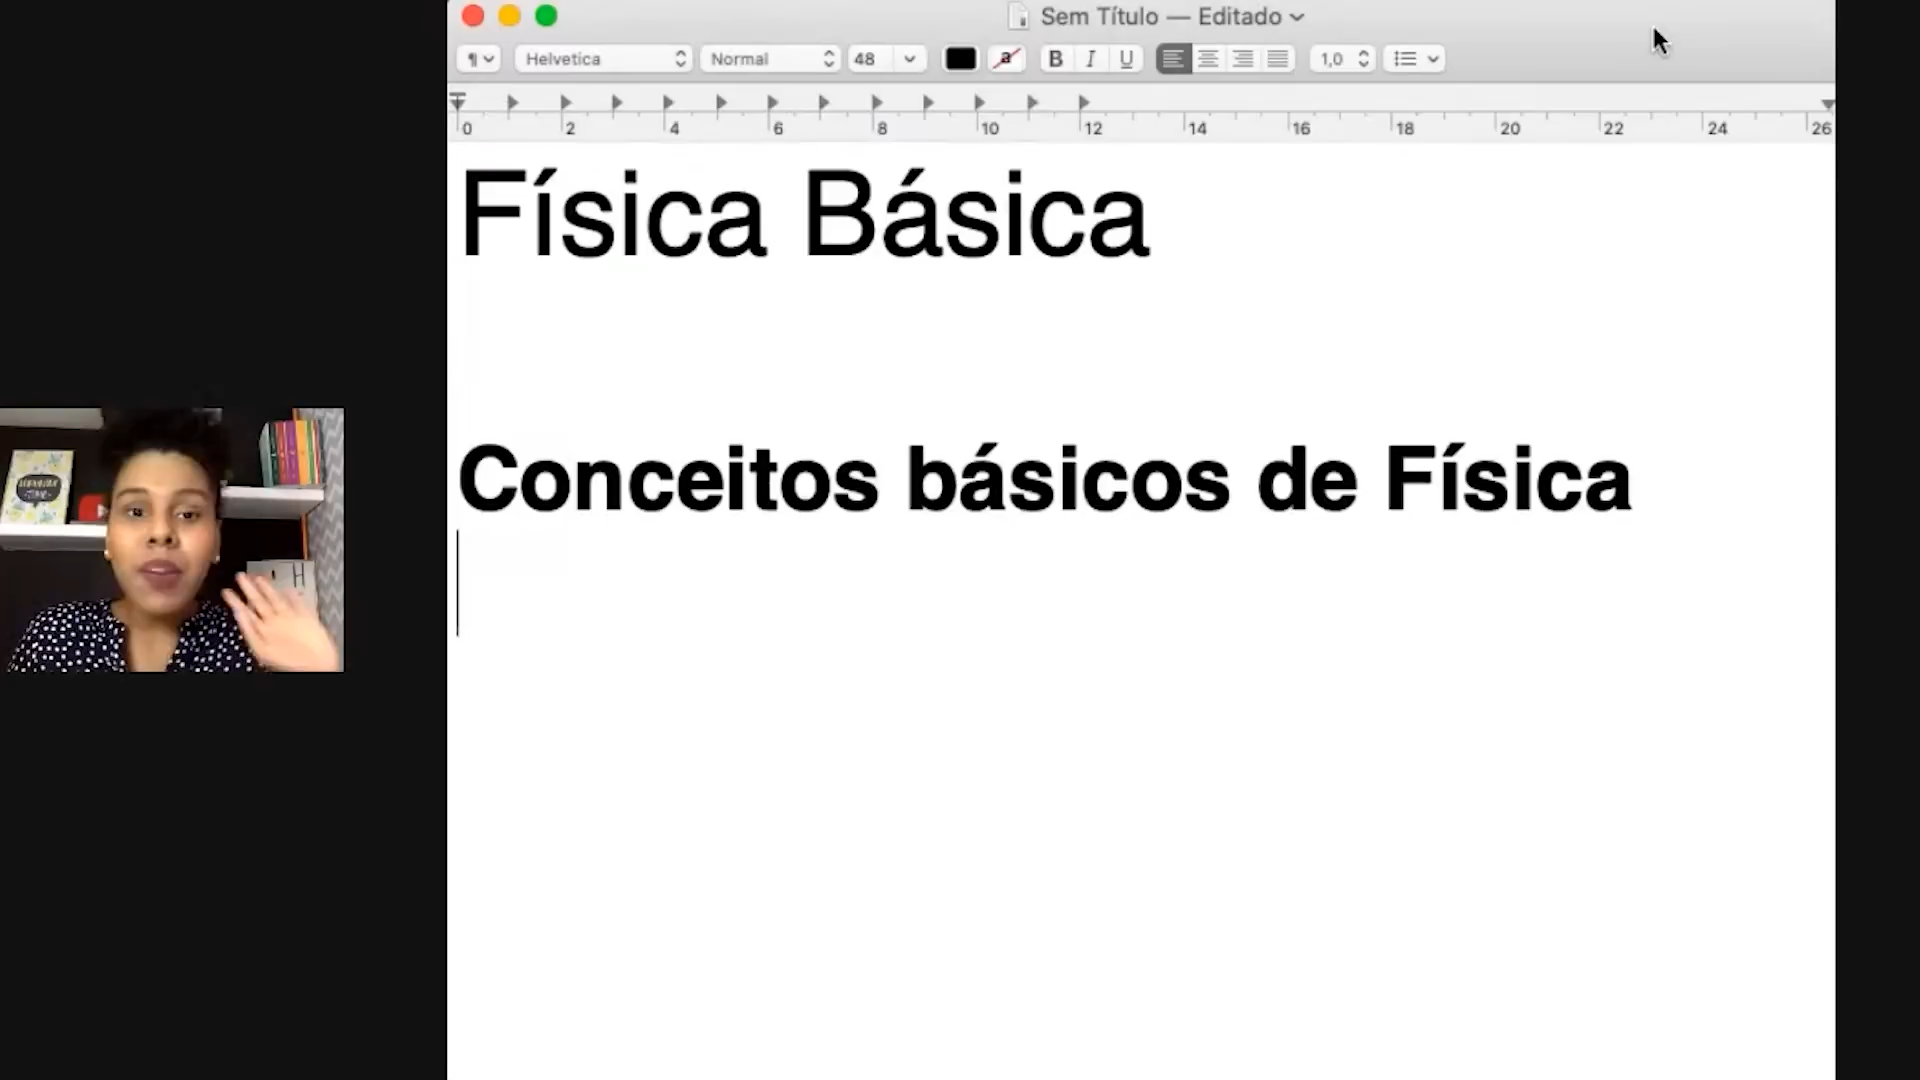 Sem Título — Editado
¶ Helvetica Normal 48 a B I U 1,0
0 2 4 6 8 10 12 14 16 18 20 22 24 26
Física Básica
Conceitos básicos de Física
H